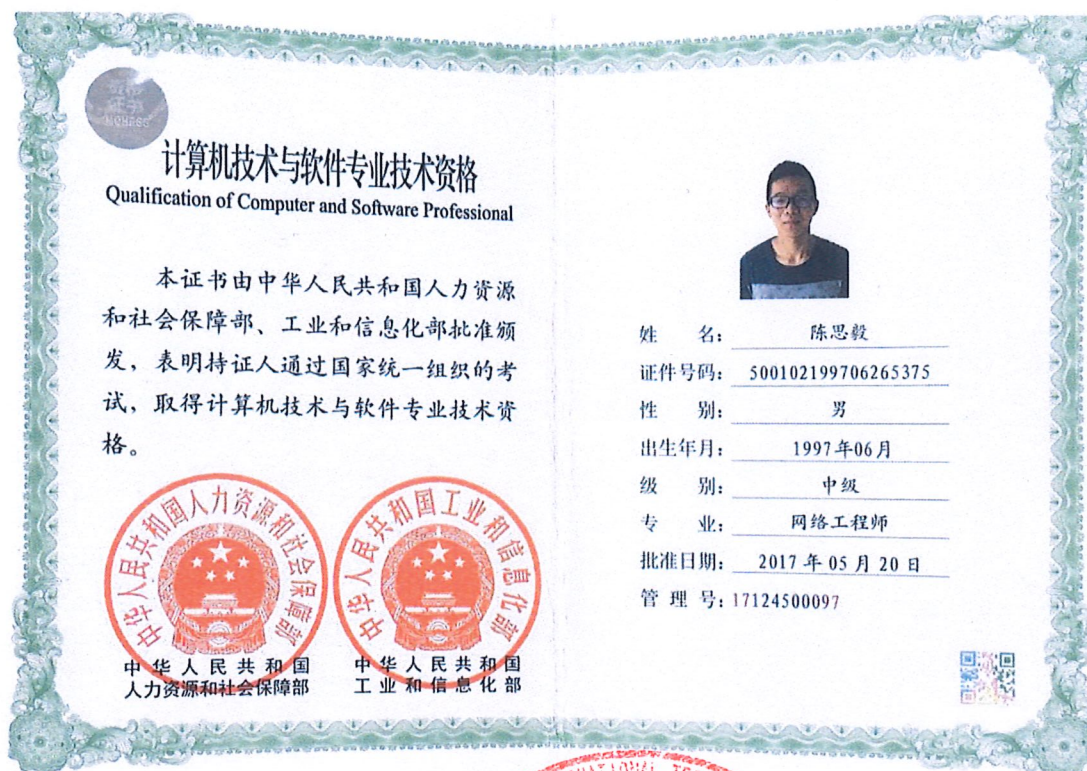 计算机技术与软件专业技术资格
Qualification of Computer and Software Professional
本证书由中华人民共和国人力资源
和社会保障部、工业和信息化部批准颁
发，表明持证人通过国家统一组织的考
试，取得计算机技术与软件专业技术资
格。
中华人民共和国人力资源和社会保障部
中华人民共和国工业和信息化部
中华人民共和国
人力资源和社会保障部
中华人民共和国
工业和信息化部
姓 名：陈思毅
证件号码：500102199706265375
性 别：男
出生年月：1997年06月
级 别：中级
专 业：网络工程师
批准日期：2017 年 05 月 20 日
管 理 号：17124500097